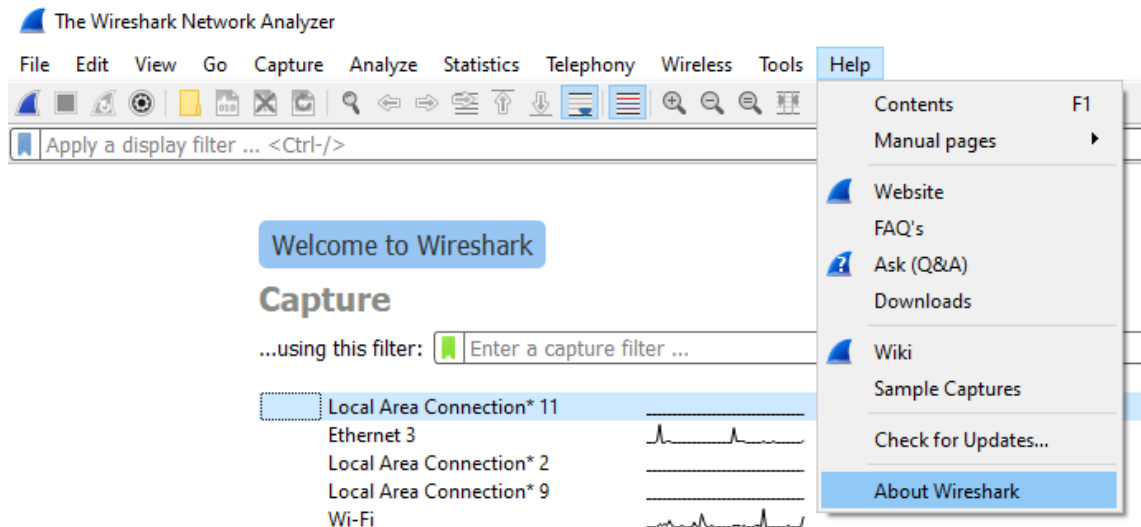 The Wireshark Network Analyzer
File Edit View Go Capture Analyze Statistics Telephony Wireless Tools Help
Apply a display filter ... <Ctrl-/>
Contents F1
Manual pages
Website
FAQ's
Ask (Q&A)
Downloads
Wiki
Sample Captures
Check for Updates...
About Wireshark
Welcome to Wireshark
Capture
...using this filter: Enter a capture filter ...
Local Area Connection* 11
Ethernet 3
Local Area Connection* 2
Local Area Connection* 9
Wi-Fi